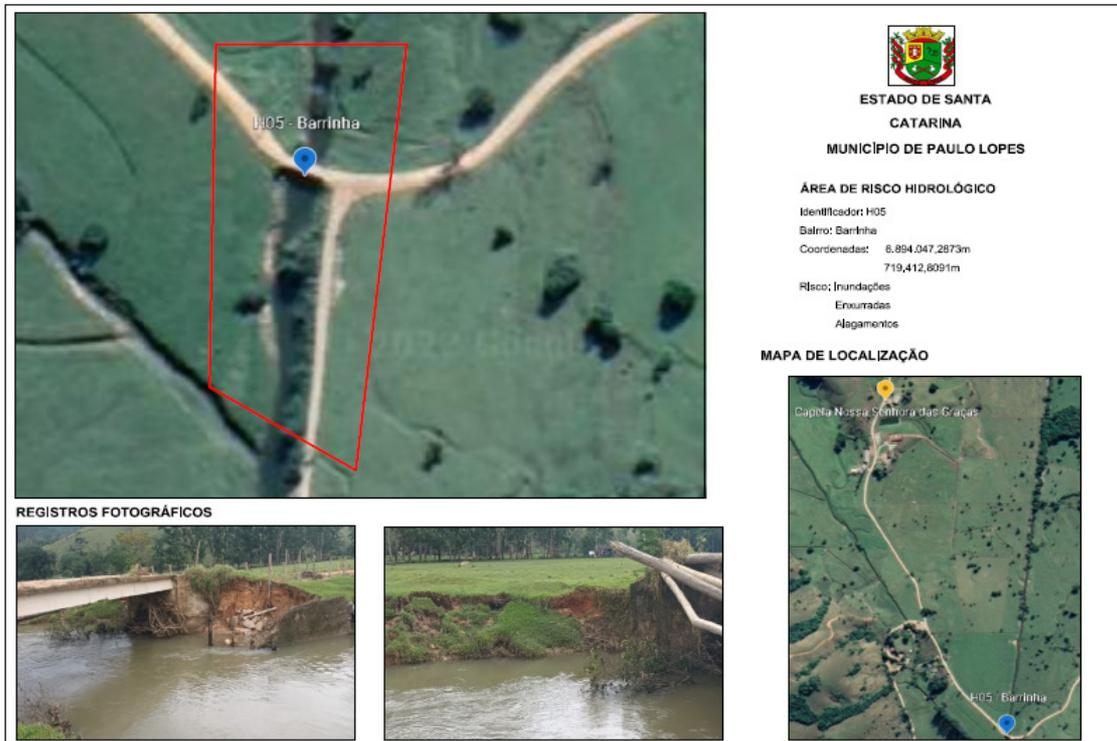 H05 - Barrinha
ESTADO DE SANTA
CATARINA
MUNICÍPIO DE PAULO LOPES
ÁREA DE RISCO HIDROLÓGICO
Identificador: H05
Bairro: Barrinha
Coordenadas: 6.894.047,2873m
719,412,8091m
Risco: Inundações
Enxurradas
Alagamentos
MAPA DE LOCALIZAÇÃO
Capela Nossa Senhora das Graças
H05 - Barrinha
REGISTROS FOTOGRÁFICOS